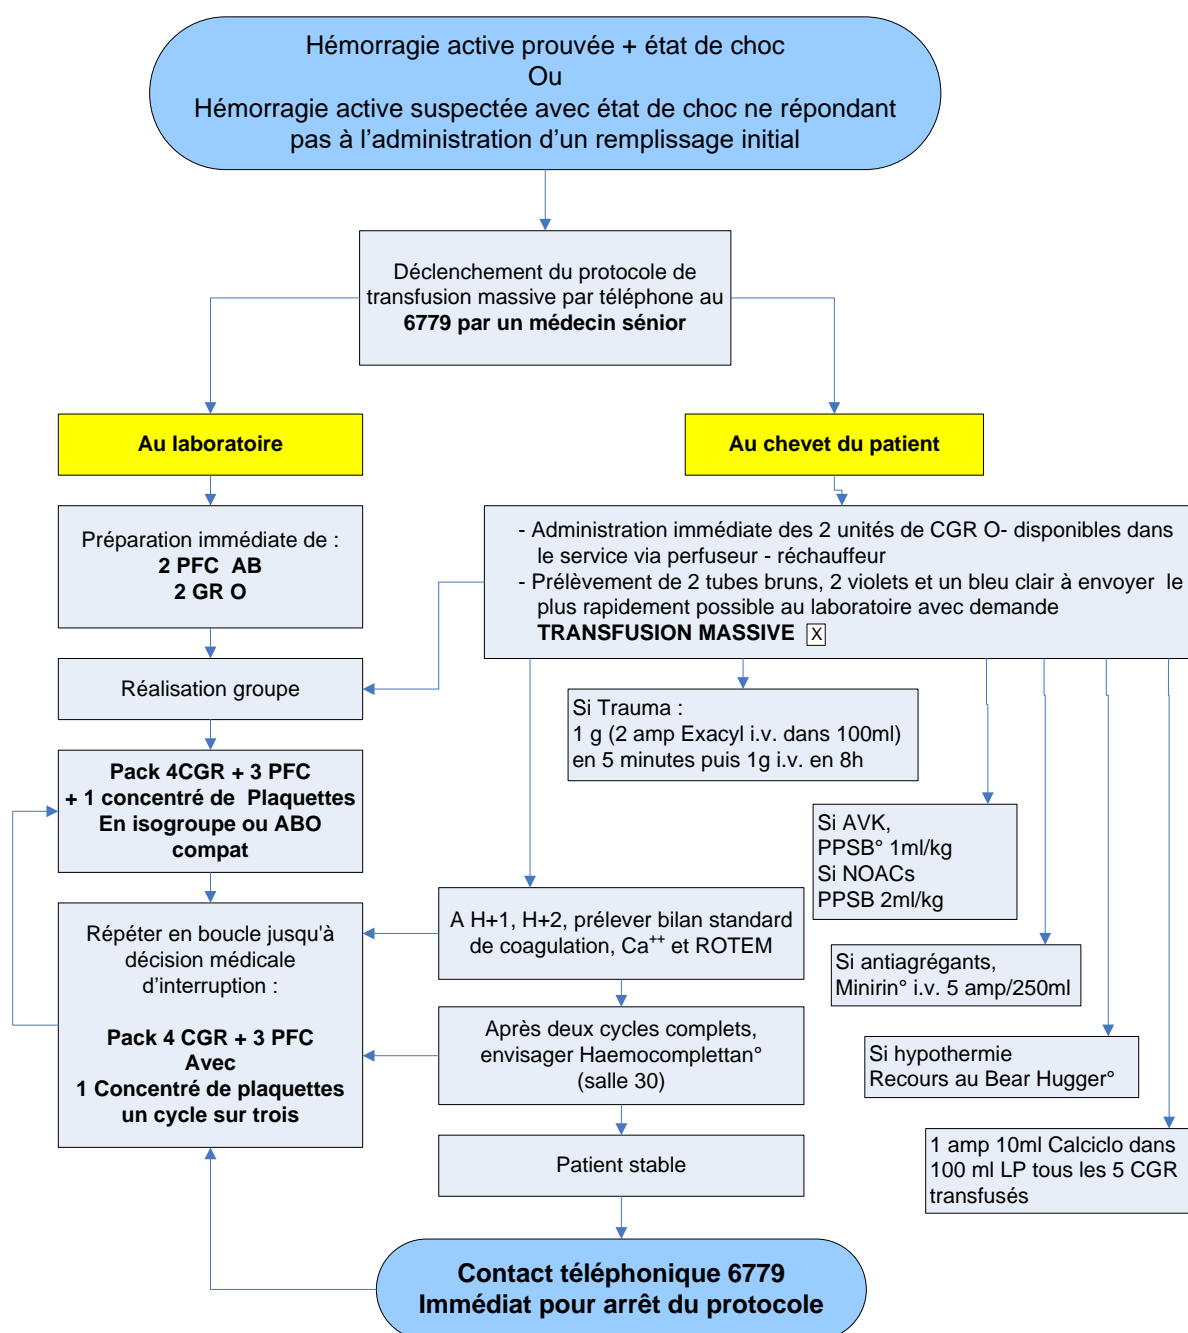 Hémorragie active prouvée + état de choc
Ou
Hémorragie active suspectée avec état de choc ne répondant
pas à l'administration d'un remplissage initial
Déclenchement du protocole de
transfusion massive par téléphone au
6779 par un médecin sénior
Au laboratoire
Préparation immédiate de :
2 PFC AB
2 GR O
Réalisation groupe
Pack 4CGR + 3 PFC
+ 1 concentré de Plaquettes
En isogroupe ou ABO
compat
Répéter en boucle jusqu'à
décision médicale
d'interruption :
Pack 4 CGR + 3 PFC
Avec
1 Concentré de plaquettes
un cycle sur trois
Au chevet du patient
- Administration immédiate des 2 unités de CGR O- disponibles dans
le service via perfuseur - réchauffeur
- Prélèvement de 2 tubes bruns, 2 violets et un bleu clair à envoyer le
plus rapidement possible au laboratoire avec demande
TRANSFUSION MASSIVE X
Si Trauma :
1 g (2 amp Exacyl i.v. dans 100ml)
en 5 minutes puis 1g i.v. en 8h
Si AVK,
PPSB° 1ml/kg
Si NOACs
PPSB 2ml/kg
A H+1, H+2, prélever bilan standard
de coagulation, Ca++ et ROTEM
Si antiagrégants,
Minirin° i.v. 5 amp/250ml
Après deux cycles complets,
envisager Haemocomplettan°
(salle 30)
Si hypothermie
Recours au Bear Hugger°
1 amp 10ml Calciclo dans
100 ml LP tous les 5 CGR
transfusés
Patient stable
Contact téléphonique 6779
Immédiat pour arrêt du protocole